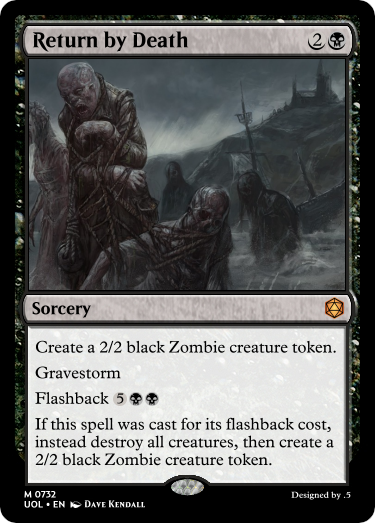 Return by Death 2
Sorcery
Create a 2/2 black Zombie creature token.
Gravestorm
Flashback 5
If this spell was cast for its flashback cost,
instead destroy all creatures, then create a
2/2 black Zombie creature token.
M 0732
UOL • EN Dave Kendall
Designed by .5